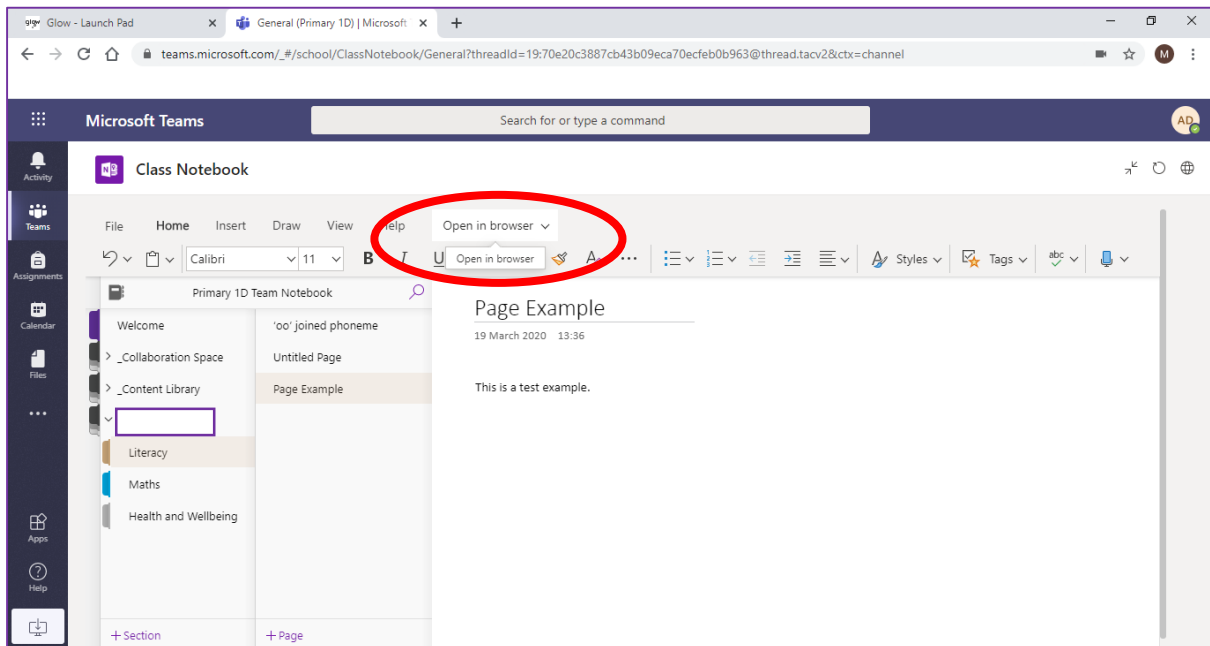 glow Glow - Launch Pad
General (Primary 1D) | Microsoft
teams.microsoft.com/_#/school/ClassNotebook/General?threadId=19:70e20c3887cb43b09eca70ecfeb0b963@thread.tacv2&ctx=channel
M
Microsoft Teams
Search for or type a command
AD
Activity
Teams
Assignments
Calendar
Files
Apps
Help
N
Class Notebook
File Home Insert Draw View Help Open in browser
Calibri 11 B I U Open in browser A Styles Tags abc
Primary 1D Team Notebook
Welcome
_Collaboration Space
_Content Library
Literacy
Maths
Health and Wellbeing
+ Section
'oo' joined phoneme
Untitled Page
Page Example
+ Page
Page Example
19 March 2020 13:36
This is a test example.